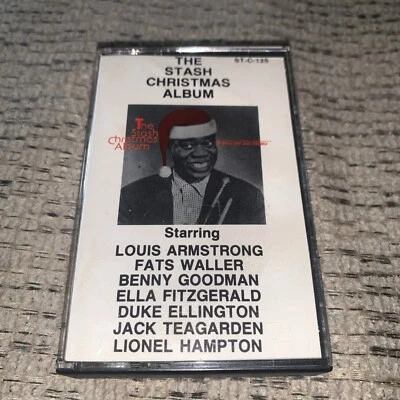 THE
STASH
CHRISTMAS
ALBUM
ST-C-125
The
Stash
Christmas
Album
Starring
LOUIS ARMSTRONG
FATS WALLER
BENNY GOODMAN
ELLA FITZGERALD
DUKE ELLINGTON
JACK TEAGARDEN
LIONEL HAMPTON